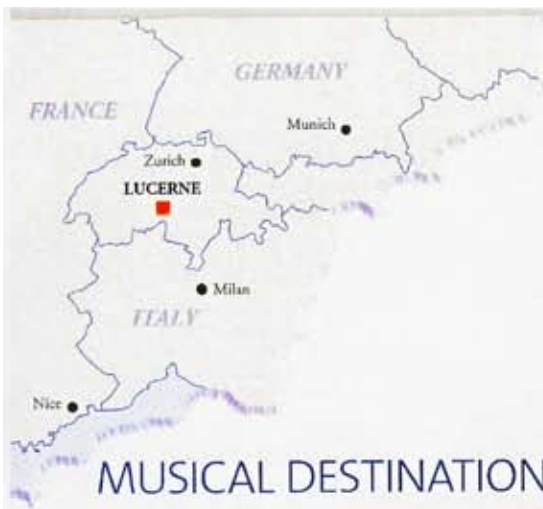 GERMANY
FRANCE
Munich
Zurich
LUCERNE
Milan
ITALY
Nice
MUSICAL DESTINATION